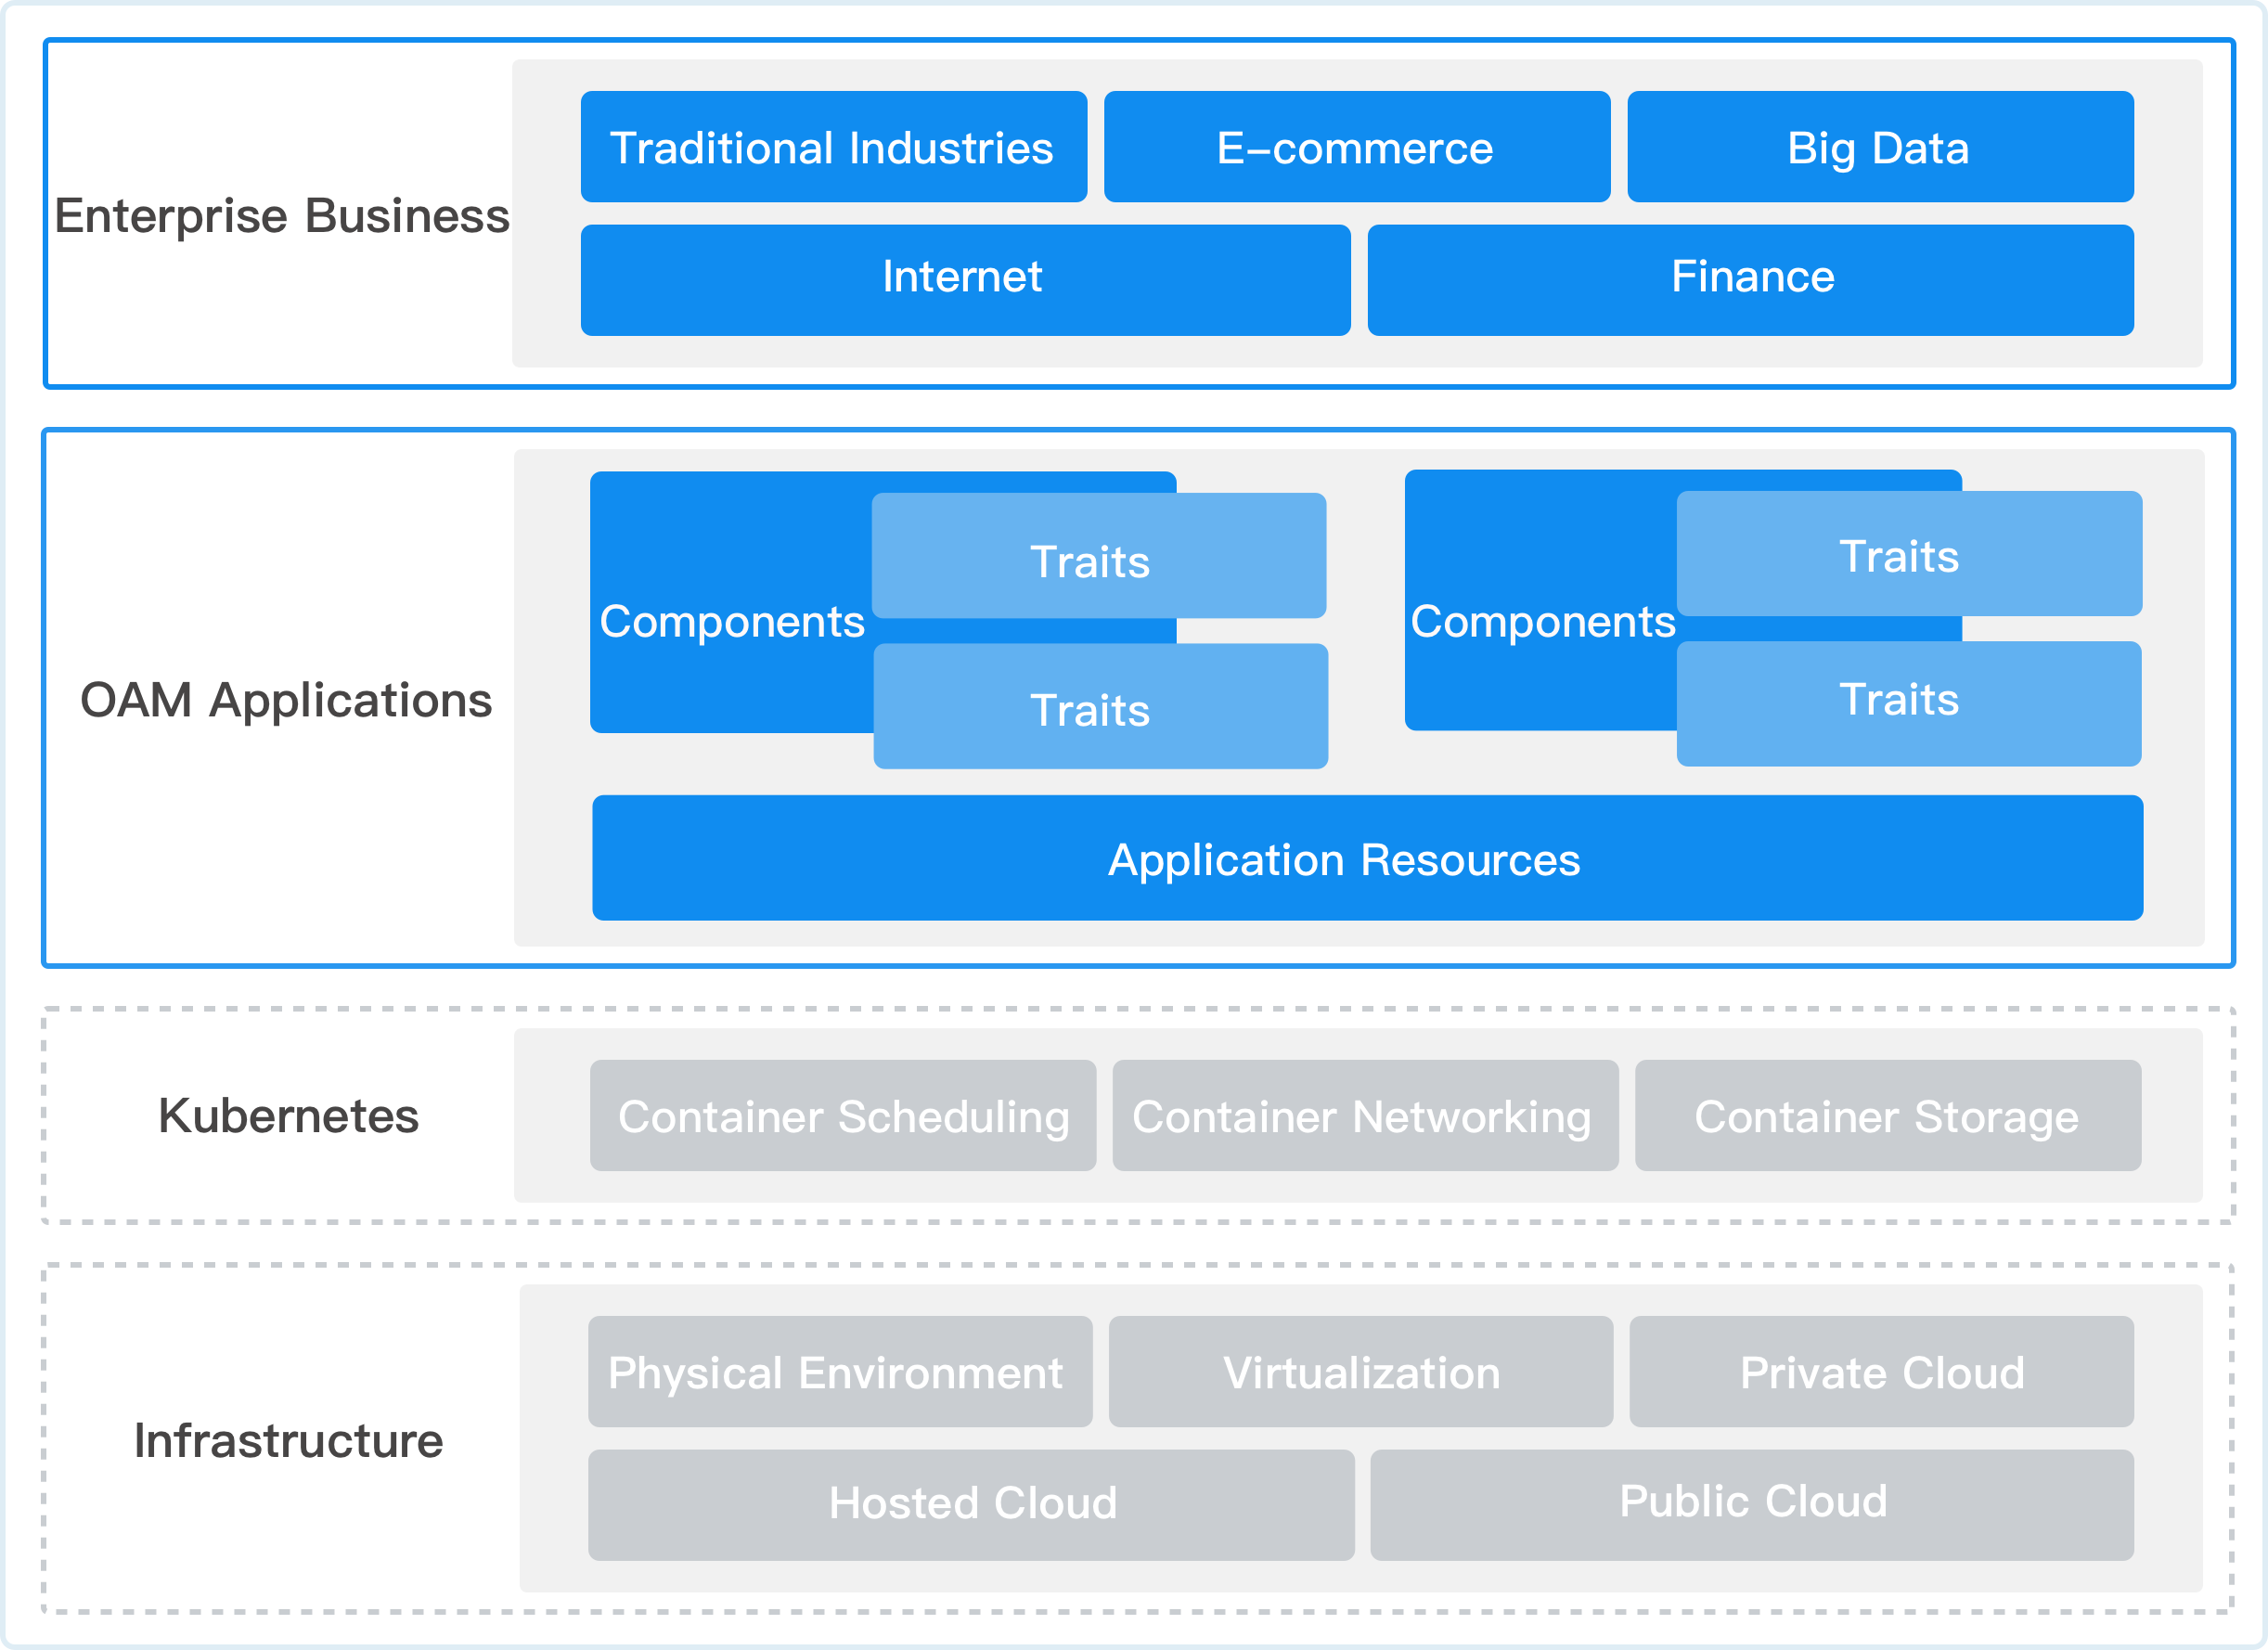 Enterprise Business
Traditional Industries
E-commerce
Big Data
Internet
Finance
OAM Applications
Components
Traits
Traits
Components
Traits
Traits
Application Resources
Kubernetes
Container Scheduling
Container Networking
Container Storage
Infrastructure
Physical Environment
Virtualization
Private Cloud
Hosted Cloud
Public Cloud